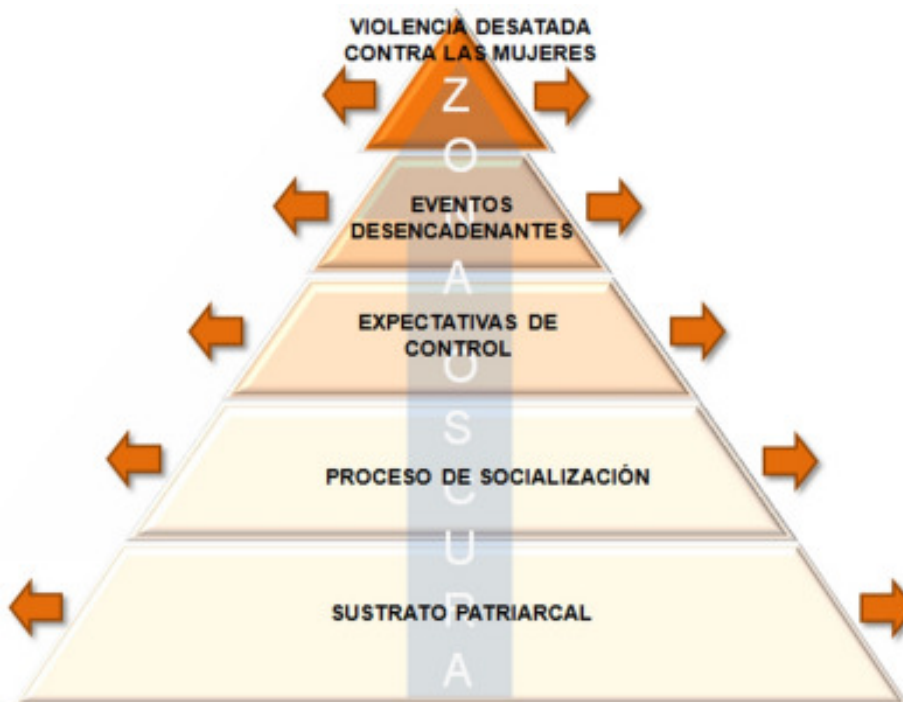 VIOLENCIA DESATADA
CONTRA LAS MUJERES
EVENTOS
DESENCADENANTES
EXPECTATIVAS DE
CONTROL
PROCESO DE SOCIALIZACIÓN
SUSTRATO PATRIARCAL
ZONA OSCURA